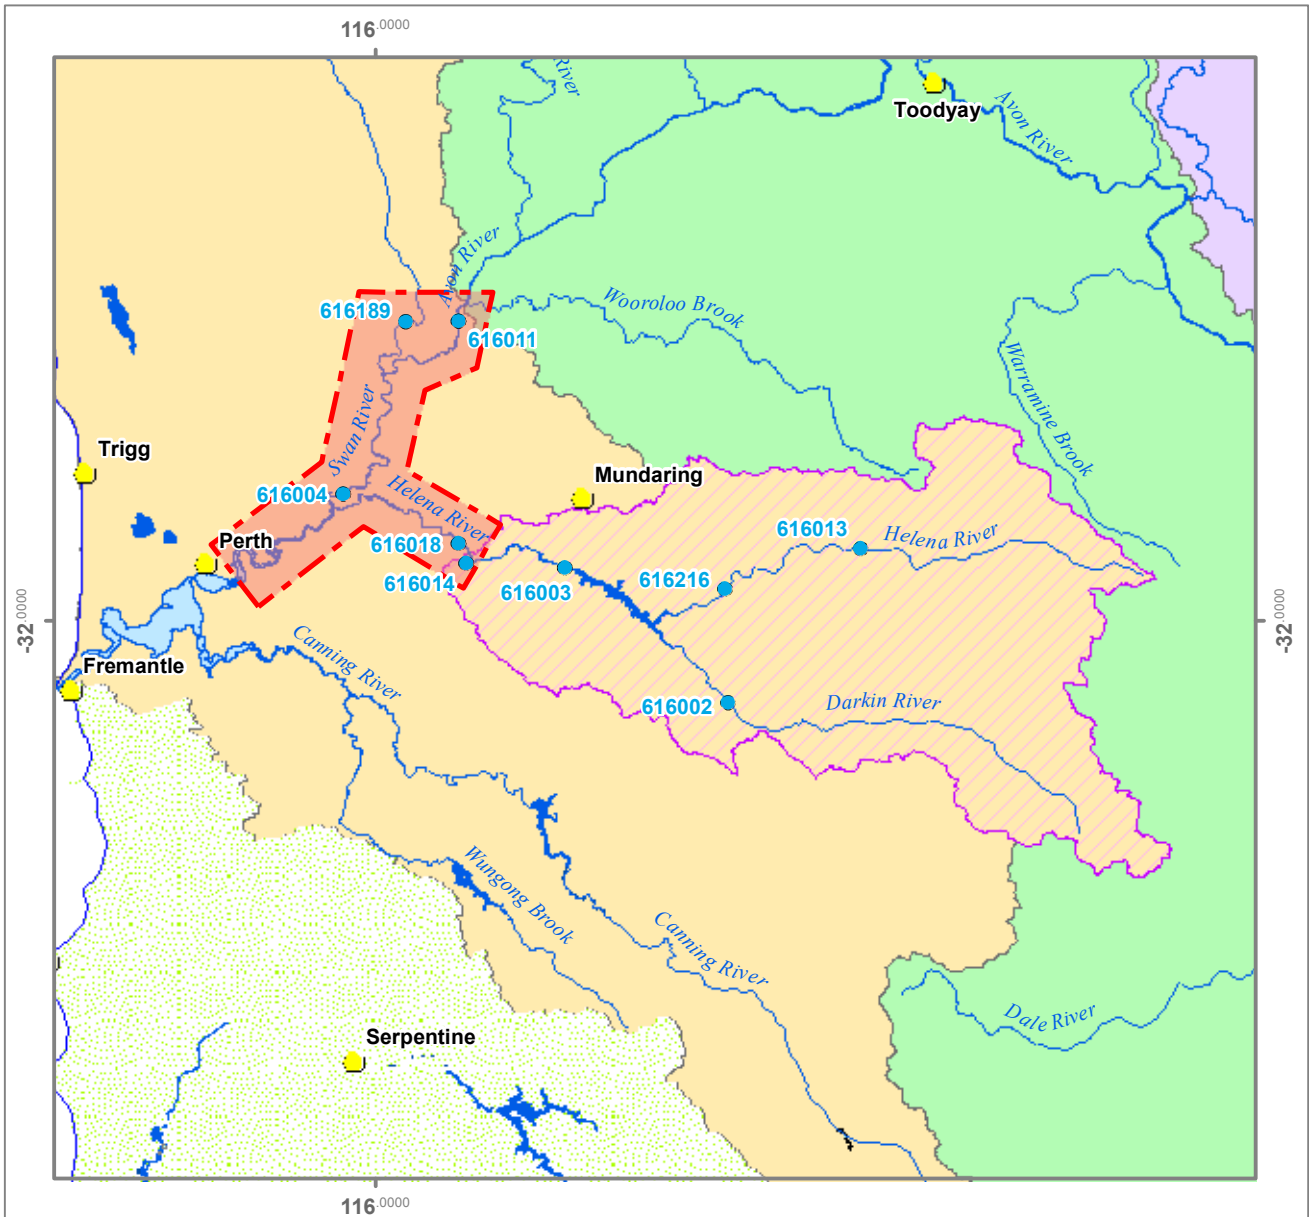 116.0000
River
Toodyay
Avon River
Avon River
Wooroloo Brook
616189
616011
Warramine Brook
Swan River
Trigg
Mundaring
616004
Helena River
616013
Helena River
Perth
616018
616014
616003
616216
-32.0000
-32.0000
Canning River
Fremantle
616002
Darkin River
Wungong Brook
Canning River
Dale River
Serpentine
116.0000